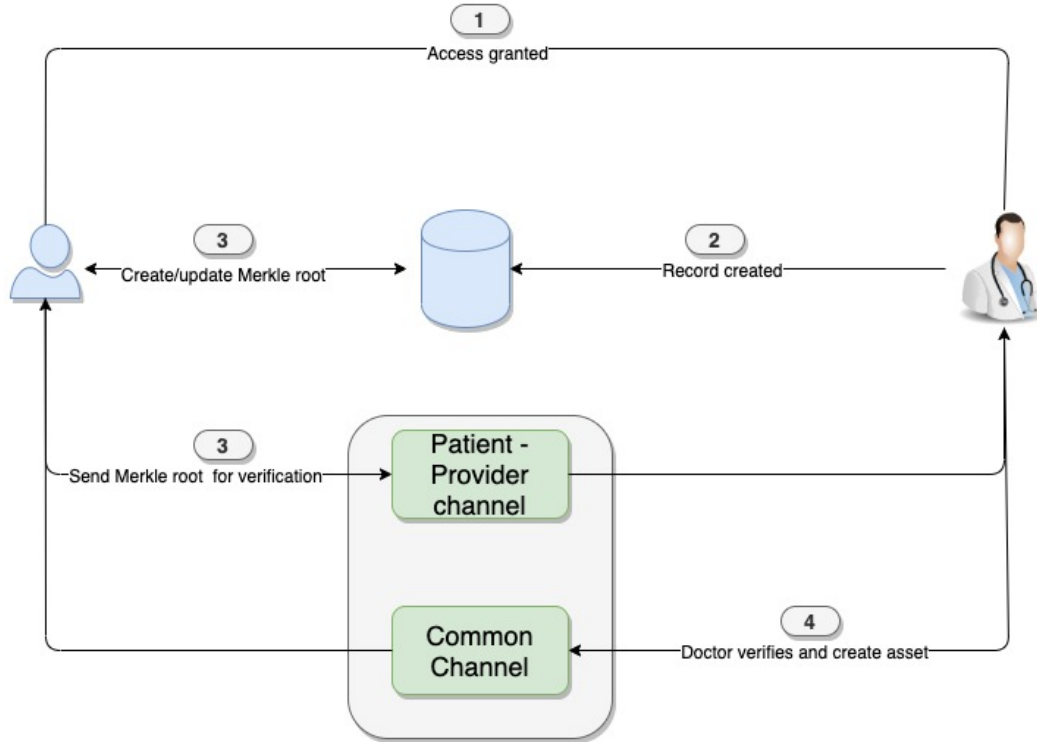 1
Access granted
3
Create/update Merkle root
2
Record created
3
Send Merkle root for verification
Patient -
Provider
channel
4
Doctor verifies and create asset
Common
Channel